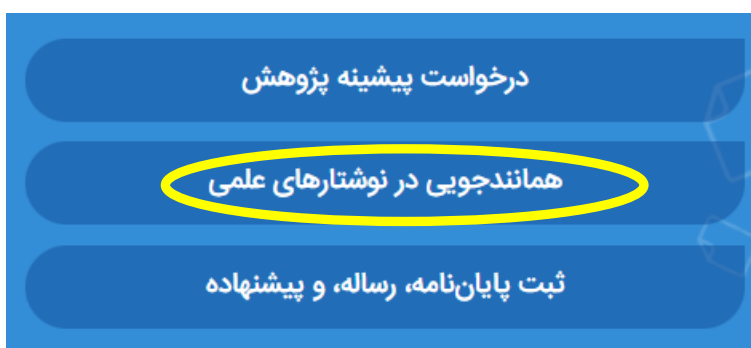 درخواست پیشینه پژوهش
همانندجویی در نوشتارهای علمی
ثبت پایان‌نامه، رساله، و پیشنهاده